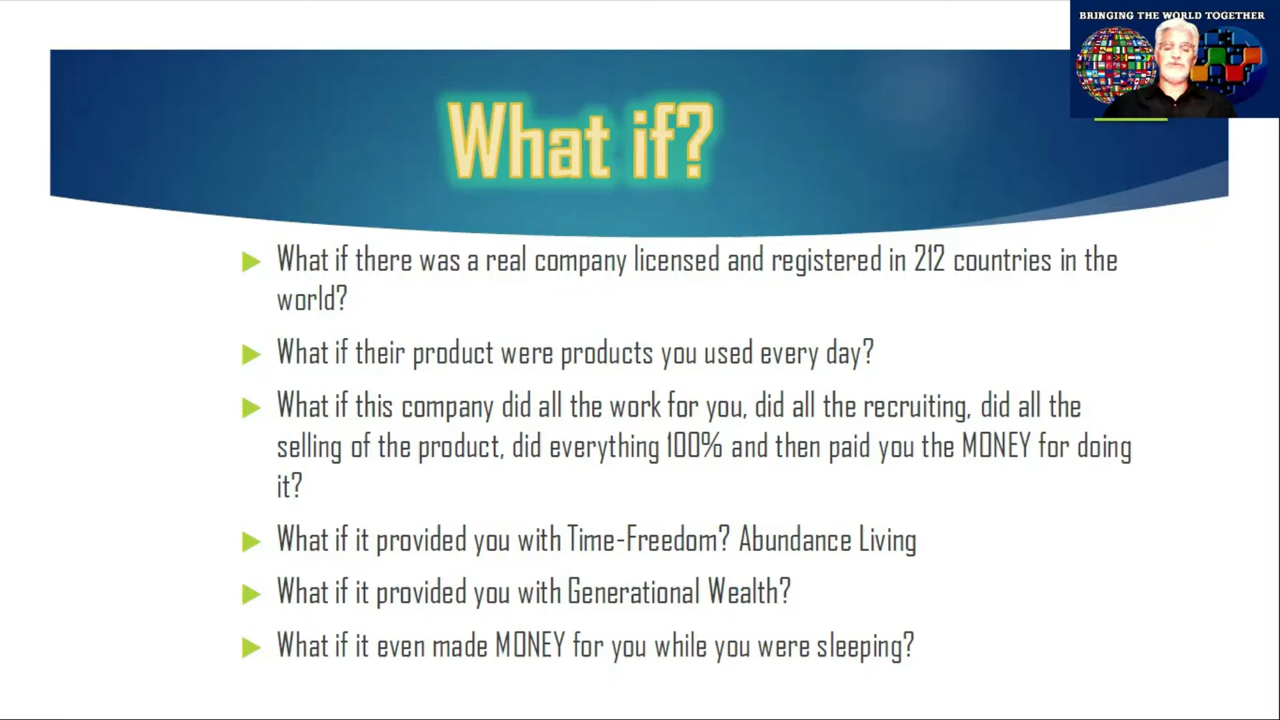 BRINGING THE WORLD TOGETHER
What if?
What if there was a real company licensed and registered in 212 countries in the
world?
What if their product were products you used every day?
What if this company did all the work for you, did all the recruiting, did all the
selling of the product, did everything 100% and then paid you the MONEY for doing
it?
What if it provided you with Time-Freedom? Abundance Living
What if it provided you with Generational Wealth?
What if it even made MONEY for you while you were sleeping?